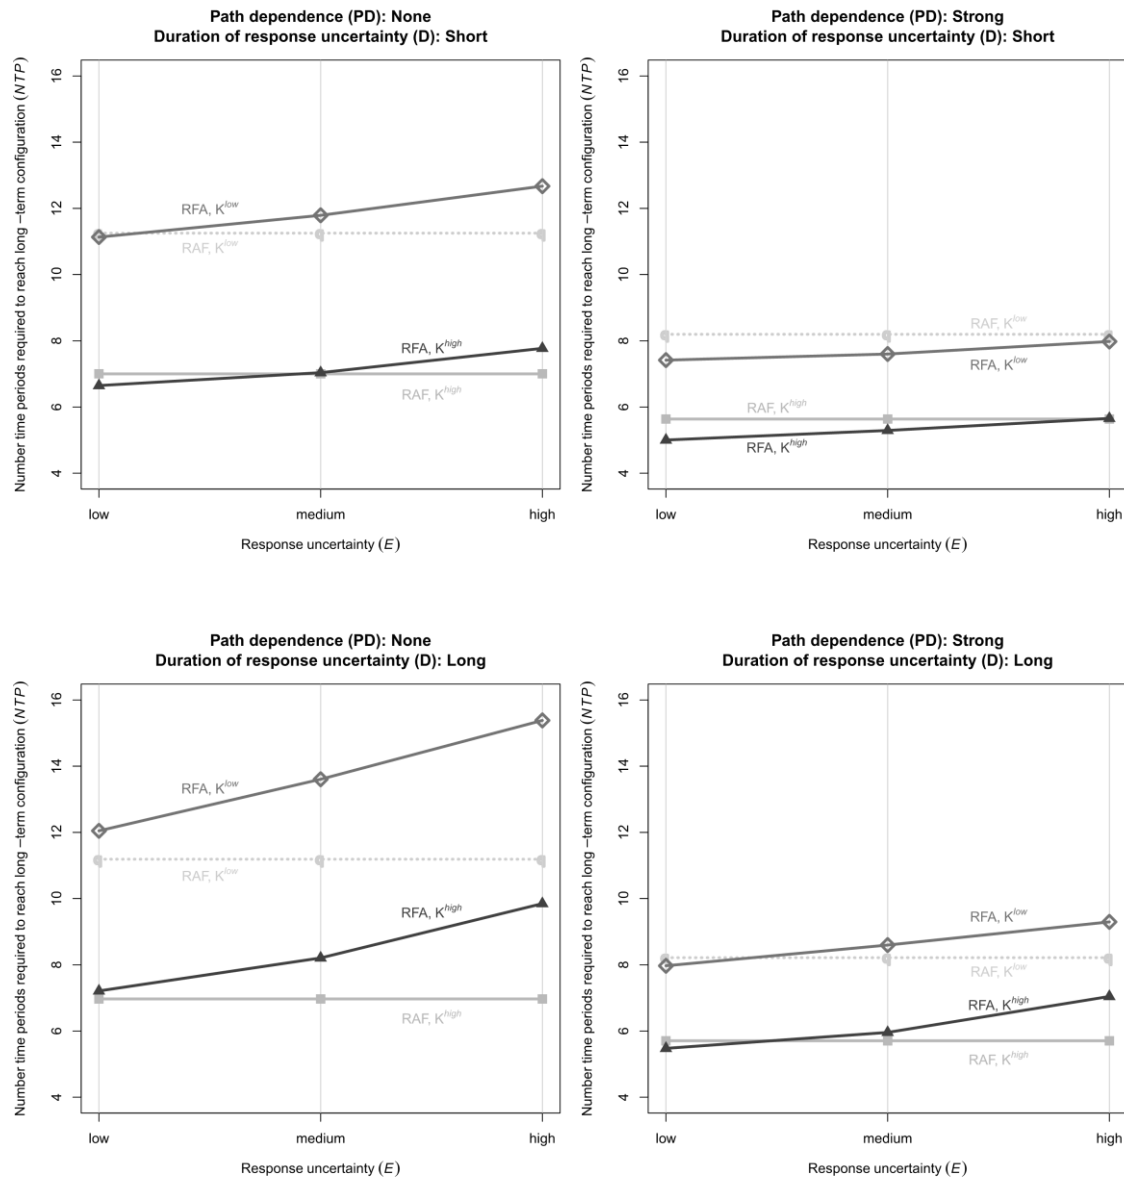 Path dependence (PD): None
Duration of response uncertainty (D): Short
Number time periods required to reach long −term configuration (NTP)
16
14
12
10
8
6
4
RFA, K^low
RAF, K^low
RFA, K^high
RAF, K^high
low
medium
high
Response uncertainty (E)
Path dependence (PD): Strong
Duration of response uncertainty (D): Short
Number time periods required to reach long −term configuration (NTP)
16
14
12
10
8
6
4
RAF, K^low
RFA, K^low
RAF, K^high
RFA, K^high
low
medium
high
Response uncertainty (E)
Path dependence (PD): None
Duration of response uncertainty (D): Long
Number time periods required to reach long −term configuration (NTP)
16
14
12
10
8
6
4
RFA, K^low
RAF, K^low
RFA, K^high
RAF, K^high
low
medium
high
Response uncertainty (E)
Path dependence (PD): Strong
Duration of response uncertainty (D): Long
Number time periods required to reach long −term configuration (NTP)
16
14
12
10
8
6
4
RFA, K^low
RAF, K^low
RFA, K^high
RAF, K^high
low
medium
high
Response uncertainty (E)